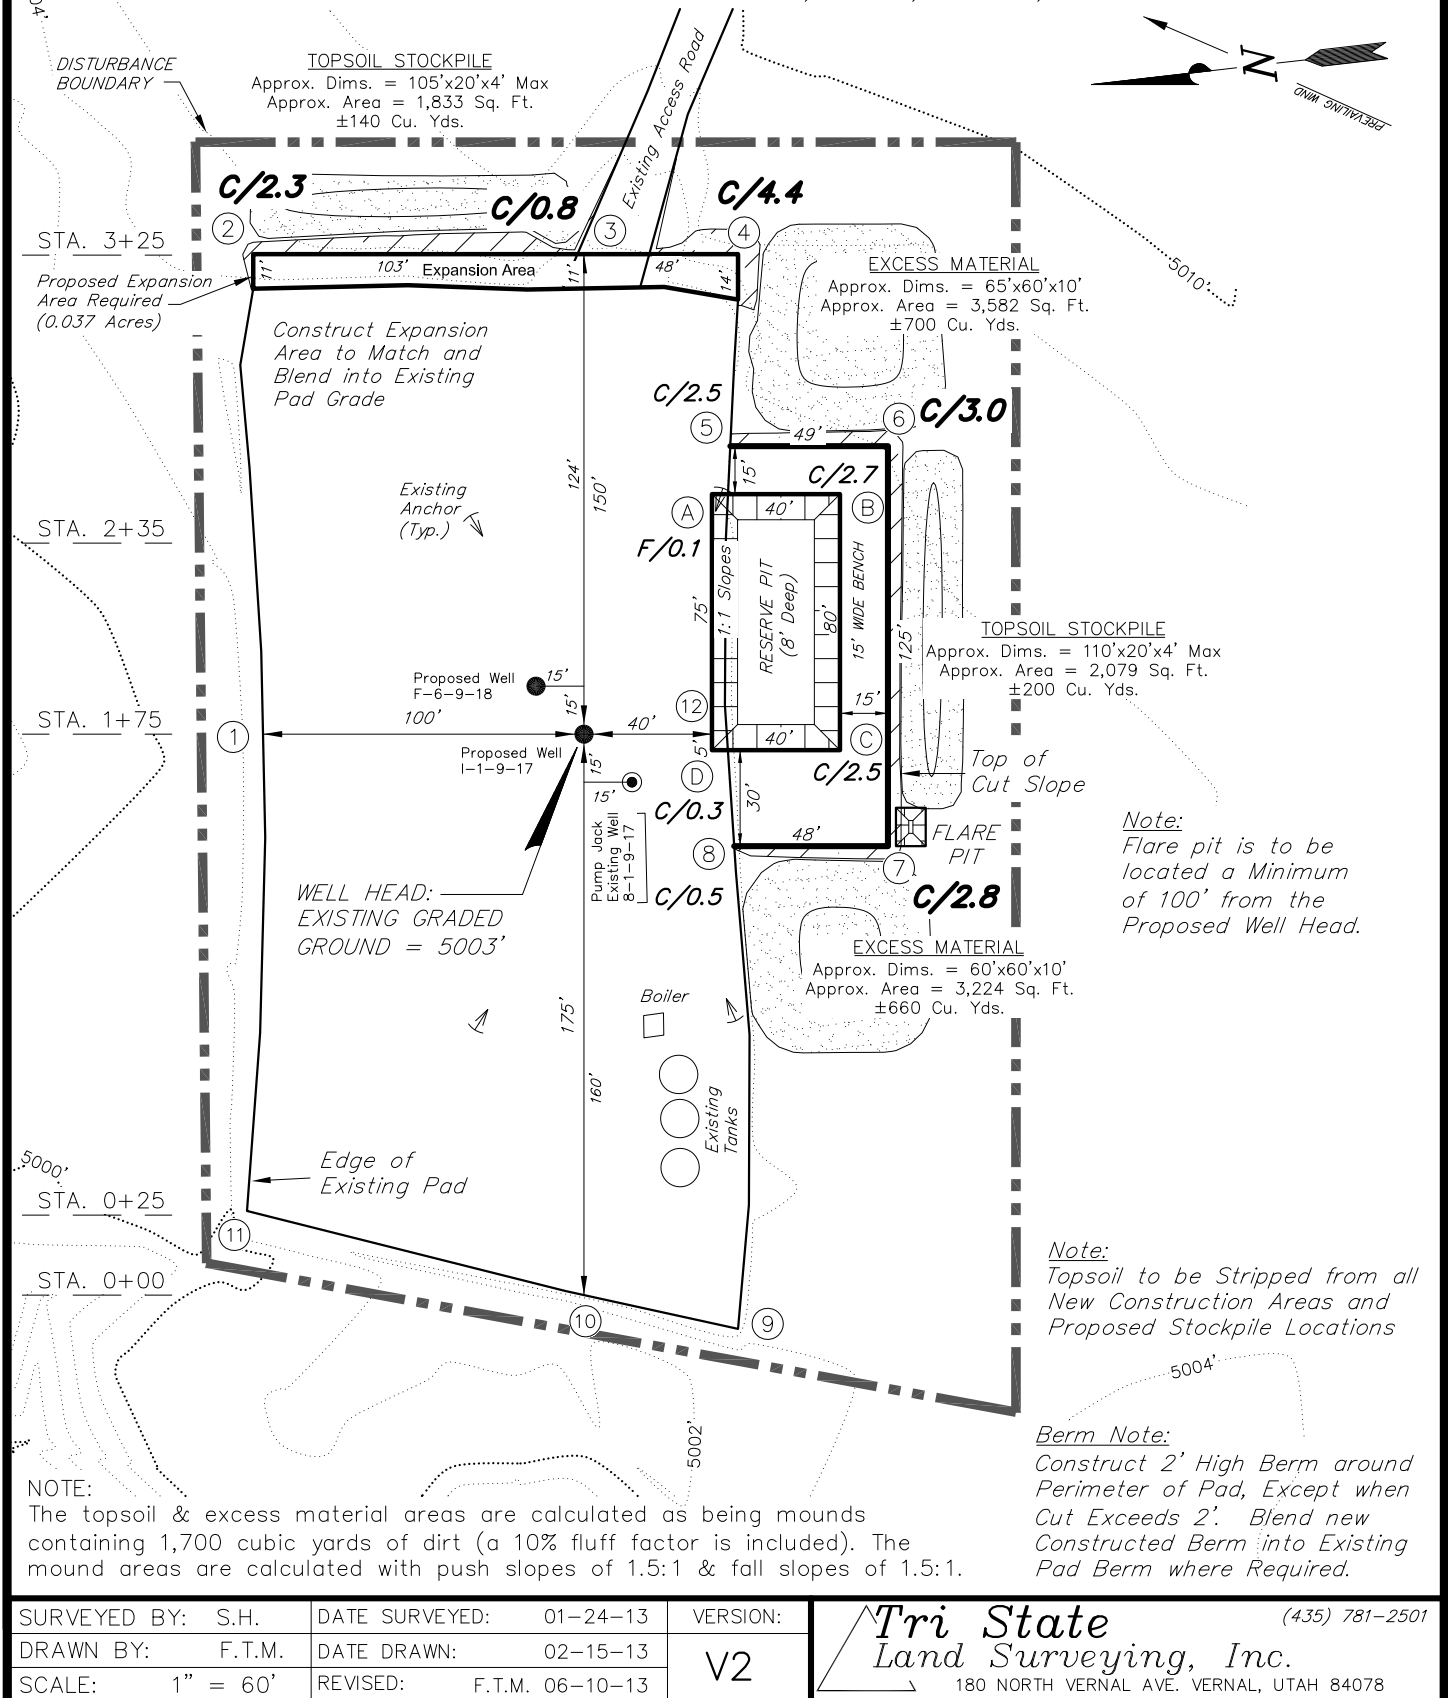 DISTURBANCE
BOUNDARY
TOPSOIL STOCKPILE
Approx. Dims. = 105'x20'x4' Max
Approx. Area = 1,833 Sq. Ft.
±140 Cu. Yds.
Existing Access Road
N
PREVAILING WIND
C/2.3
C/0.8
C/4.4
2
3
4
STA. 3+25
11'
103'
Expansion Area
11'
48'
14'
Proposed Expansion
Area Required
(0.037 Acres)
EXCESS MATERIAL
Approx. Dims. = 65'x60'x10'
Approx. Area = 3,582 Sq. Ft.
±700 Cu. Yds.
5010'
Construct Expansion
Area to Match and
Blend into Existing
Pad Grade
C/2.5
5
6
C/3.0
49'
124'
150'
15'
C/2.7
Existing
Anchor
(Typ.)
A
40'
B
STA. 2+35
F/0.1
1:1 Slopes
RESERVE PIT
(8' Deep)
75'
80'
15' WIDE BENCH
125'
TOPSOIL STOCKPILE
Approx. Dims. = 110'x20'x4' Max
Approx. Area = 2,079 Sq. Ft.
±200 Cu. Yds.
Proposed Well
F-6-9-18
15'
15'
STA. 1+75
1
100'
40'
12
15'
5'
40'
C
Proposed Well
I-1-9-17
15'
15'
D
C/2.5
Top of
Cut Slope
C/0.3
30'
48'
Pump Jack
Existing Well
8-1-9-17
8
7
FLARE
PIT
Note:
Flare pit is to be
located a Minimum
of 100' from the
Proposed Well Head.
WELL HEAD:
EXISTING GRADED
GROUND = 5003'
C/0.5
C/2.8
EXCESS MATERIAL
Approx. Dims. = 60'x60'x10'
Approx. Area = 3,224 Sq. Ft.
±660 Cu. Yds.
175'
160'
Boiler
Existing
Tanks
Edge of
Existing Pad
5000'
STA. 0+25
11
STA. 0+00
10
9
Note:
Topsoil to be Stripped from all
New Construction Areas and
Proposed Stockpile Locations
5004'
5002'
Berm Note:
Construct 2' High Berm around
Perimeter of Pad, Except when
Cut Exceeds 2'. Blend new
Constructed Berm into Existing
Pad Berm where Required.
NOTE:
The topsoil & excess material areas are calculated as being mounds
containing 1,700 cubic yards of dirt (a 10% fluff factor is included). The
mound areas are calculated with push slopes of 1.5:1 & fall slopes of 1.5:1.
SURVEYED BY: S.H.
DATE SURVEYED: 01-24-13
VERSION:
DRAWN BY: F.T.M.
DATE DRAWN: 02-15-13
V2
SCALE: 1" = 60'
REVISED: F.T.M. 06-10-13
Tri State
(435) 781-2501
Land Surveying, Inc.
180 NORTH VERNAL AVE. VERNAL, UTAH 84078